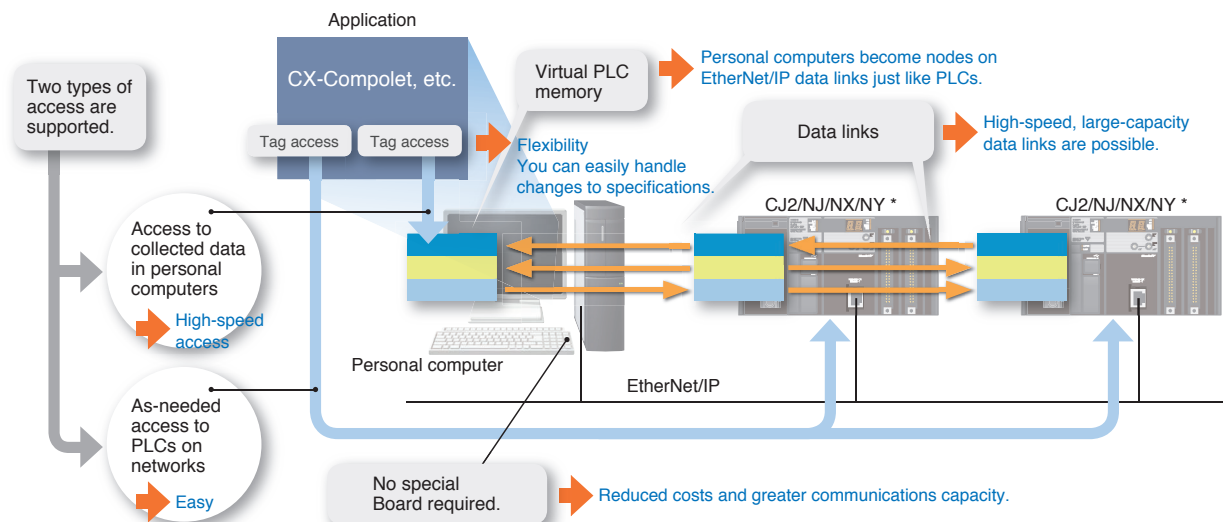 Application
CX-Compolet, etc.
Tag access
Tag access
Virtual PLC
memory
Personal computers become nodes on
EtherNet/IP data links just like PLCs.
Two types of
access are
supported.
Flexibility
You can easily handle
changes to specifications.
Data links
High-speed, large-capacity
data links are possible.
CJ2/NJ/NX/NY *
CJ2/NJ/NX/NY *
Access to
collected data
in personal
computers
High-speed
access
Personal computer
EtherNet/IP
As-needed
access to
PLCs on
networks
Easy
No special
Board required.
Reduced costs and greater communications capacity.